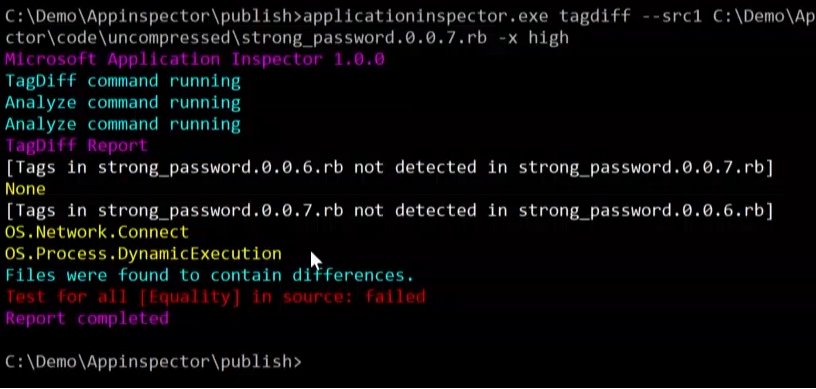 C:\Demo\Appinspector\publish>applicationinspector.exe tagdiff --src1 C:\Demo\Ap
ctor\code\uncompressed\strong_password.0.0.7.rb -x high
Microsoft Application Inspector 1.0.0
TagDiff command running
Analyze command running
Analyze command running
TagDiff Report
[Tags in strong_password.0.0.6.rb not detected in strong_password.0.0.7.rb]
None
[Tags in strong_password.0.0.7.rb not detected in strong_password.0.0.6.rb]
OS.Network.Connect
OS.Process.DynamicExecution
Files were found to contain differences.
Test for all [Equality] in source: failed
Report completed
C:\Demo\Appinspector\publish>